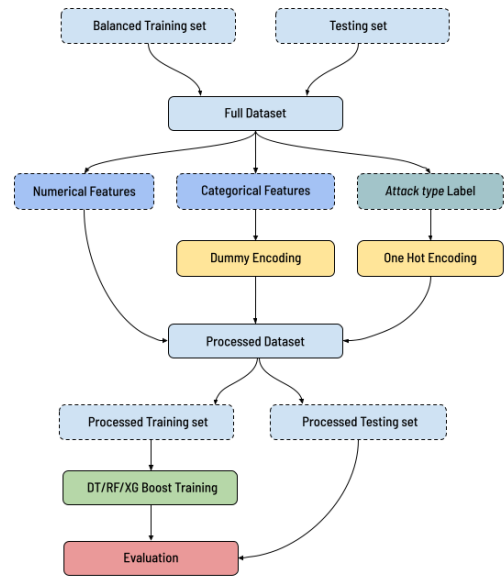 Balanced Training set
Testing set
Full Dataset
Numerical Features
Categorical Features
Attack type Label
Dummy Encoding
One Hot Encoding
Processed Dataset
Processed Training set
Processed Testing set
DT/RF/XG Boost Training
Evaluation